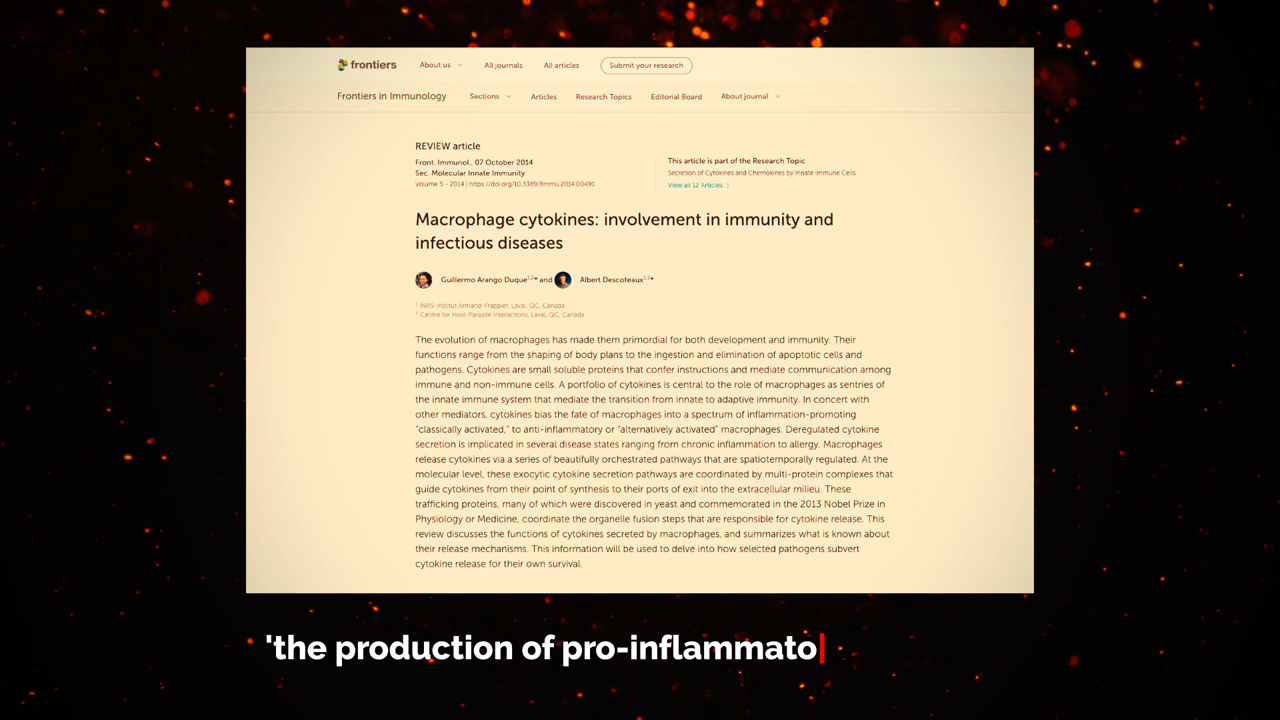 frontiers About us All journals All articles Submit your research
Frontiers in Immunology Sections Articles Research Topics Editorial Board About journal
REVIEW article
Front. Immunol., 07 October 2014
Sec. Molecular Innate Immunity
Volume 5 - 2014 | https://doi.org/10.3389/fimmu.2014.00491
This article is part of the Research Topic
Secretion of Cytokines and Chemokines by Innate Immune Cells
View all 12 Articles
Macrophage cytokines: involvement in immunity and
infectious diseases
Guillermo Arango Duque1,2* and Albert Descoteaux1,2*
1 INRS-Institut Armand-Frappier, Laval, QC, Canada
2 Centre for Host-Parasite Interactions, Laval, QC, Canada
The evolution of macrophages has made them primordial for both development and immunity. Their
functions range from the shaping of body plans to the ingestion and elimination of apoptotic cells and
pathogens. Cytokines are small soluble proteins that confer instructions and mediate communication among
immune and non-immune cells. A portfolio of cytokines is central to the role of macrophages as sentries of
the innate immune system that mediate the transition from innate to adaptive immunity. In concert with
other mediators, cytokines bias the fate of macrophages into a spectrum of inflammation-promoting
"classically activated," to anti-inflammatory or "alternatively activated" macrophages. Deregulated cytokine
secretion is implicated in several disease states ranging from chronic inflammation to allergy. Macrophages
release cytokines via a series of beautifully orchestrated pathways that are spatiotemporally regulated. At the
molecular level, these exocytic cytokine secretion pathways are coordinated by multi-protein complexes that
guide cytokines from their point of synthesis to their ports of exit into the extracellular milieu. These
trafficking proteins, many of which were discovered in yeast and commemorated in the 2013 Nobel Prize in
Physiology or Medicine, coordinate the organelle fusion steps that are responsible for cytokine release. This
review discusses the functions of cytokines secreted by macrophages, and summarizes what is known about
their release mechanisms. This information will be used to delve into how selected pathogens subvert
cytokine release for their own survival.
'the production of pro-inflammato